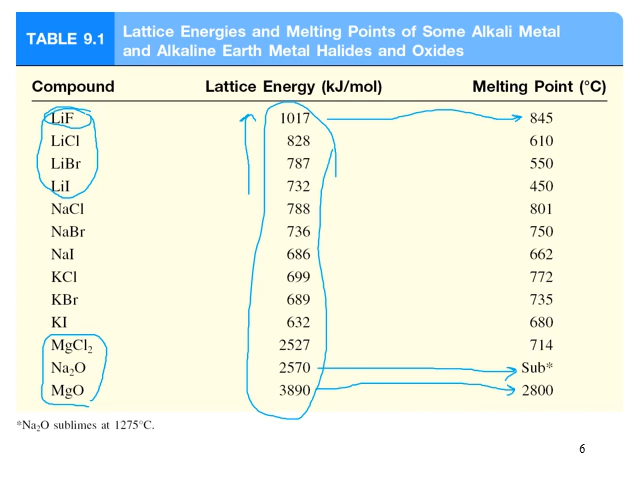 TABLE 9.1
Lattice Energies and Melting Points of Some Alkali Metal
and Alkaline Earth Metal Halides and Oxides
Compound Lattice Energy (kJ/mol) Melting Point (°C)
LiF 1017 845
LiCl 828 610
LiBr 787 550
LiI 732 450
NaCl 788 801
NaBr 736 750
NaI 686 662
KCl 699 772
KBr 689 735
KI 632 680
MgCl₂ 2527 714
Na₂O 2570 Sub*
MgO 3890 2800
*Na₂O sublimes at 1275°C.
6